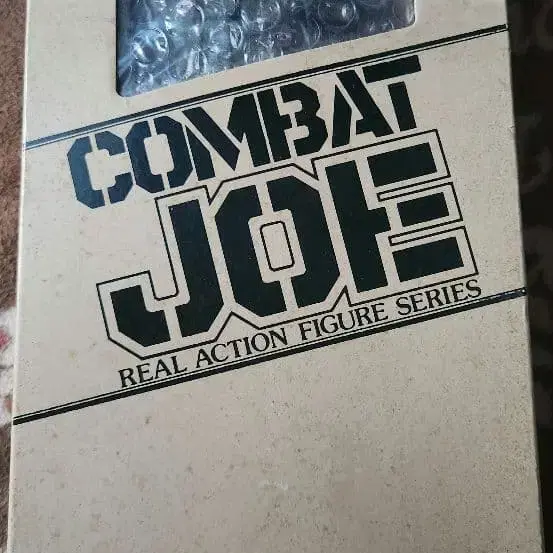 COMBAT
JOE
REAL ACTION FIGURE SERIES